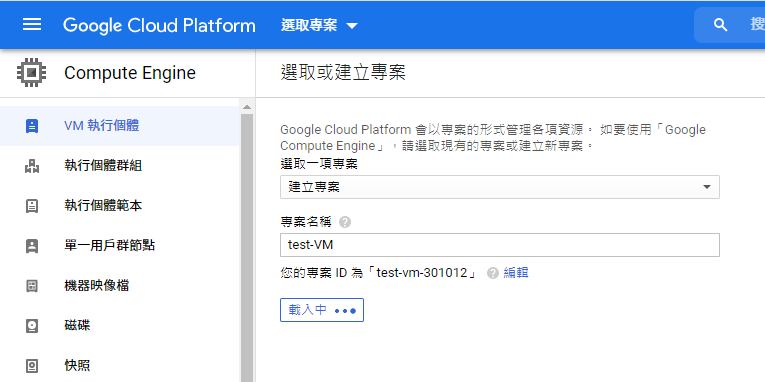 Google Cloud Platform 選取專案
搜
Compute Engine
選取或建立專案
VM 執行個體
執行個體群組
執行個體範本
單一用戶群節點
機器映像檔
磁碟
快照
Google Cloud Platform 會以專案的形式管理各項資源。 如要使用「Google
Compute Engine」，請選取現有的專案或建立新專案。
選取一項專案
建立專案
專案名稱 ?
test-VM
您的專案 ID 為「test-vm-301012」 ? 編輯
載入中